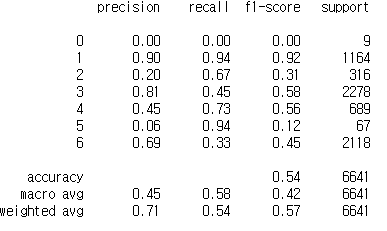 precision recall f1-score support
0 0.00 0.00 0.00 9
1 0.90 0.94 0.92 1164
2 0.20 0.67 0.31 316
3 0.81 0.45 0.58 2278
4 0.45 0.73 0.56 689
5 0.06 0.94 0.12 67
6 0.69 0.33 0.45 2118
accuracy 0.54 6641
macro avg 0.45 0.58 0.42 6641
weighted avg 0.71 0.54 0.57 6641